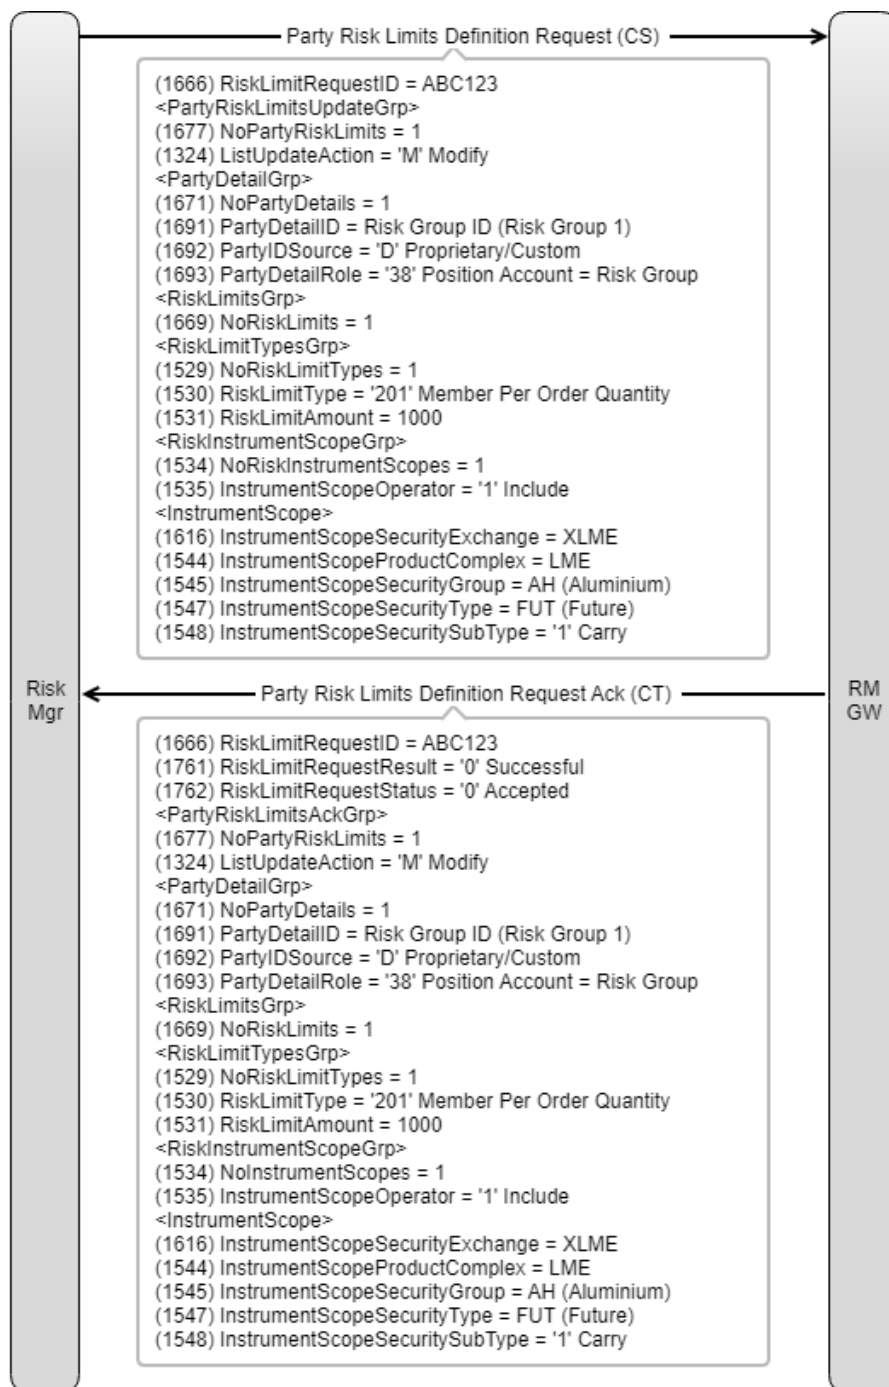 Party Risk Limits Definition Request (CS)
(1666) RiskLimitRequestID = ABC123
<PartyRiskLimitsUpdateGrp>
(1677) NoPartyRiskLimits = 1
(1324) ListUpdateAction = 'M' Modify
<PartyDetailGrp>
(1671) NoPartyDetails = 1
(1691) PartyDetailID = Risk Group ID (Risk Group 1)
(1692) PartyIDSource = 'D' Proprietary/Custom
(1693) PartyDetailRole = '38' Position Account = Risk Group
<RiskLimitsGrp>
(1669) NoRiskLimits = 1
<RiskLimitTypesGrp>
(1529) NoRiskLimitTypes = 1
(1530) RiskLimitType = '201' Member Per Order Quantity
(1531) RiskLimitAmount = 1000
<RiskInstrumentScopeGrp>
(1534) NoRiskInstrumentScopes = 1
(1535) InstrumentScopeOperator = '1' Include
<InstrumentScope>
(1616) InstrumentScopeSecurityExchange = XLME
(1544) InstrumentScopeProductComplex = LME
(1545) InstrumentScopeSecurityGroup = AH (Aluminium)
(1547) InstrumentScopeSecurityType = FUT (Future)
(1548) InstrumentScopeSecuritySubType = '1' Carry
Risk
Mgr
Party Risk Limits Definition Request Ack (CT)
RM
GW
(1666) RiskLimitRequestID = ABC123
(1761) RiskLimitRequestResult = '0' Successful
(1762) RiskLimitRequestStatus = '0' Accepted
<PartyRiskLimitsAckGrp>
(1677) NoPartyRiskLimits = 1
(1324) ListUpdateAction = 'M' Modify
<PartyDetailGrp>
(1671) NoPartyDetails = 1
(1691) PartyDetailID = Risk Group ID (Risk Group 1)
(1692) PartyIDSource = 'D' Proprietary/Custom
(1693) PartyDetailRole = '38' Position Account = Risk Group
<RiskLimitsGrp>
(1669) NoRiskLimits = 1
<RiskLimitTypesGrp>
(1529) NoRiskLimitTypes = 1
(1530) RiskLimitType = '201' Member Per Order Quantity
(1531) RiskLimitAmount = 1000
<RiskInstrumentScopeGrp>
(1534) NoInstrumentScopes = 1
(1535) InstrumentScopeOperator = '1' Include
<InstrumentScope>
(1616) InstrumentScopeSecurityExchange = XLME
(1544) InstrumentScopeProductComplex = LME
(1545) InstrumentScopeSecurityGroup = AH (Aluminium)
(1547) InstrumentScopeSecurityType = FUT (Future)
(1548) InstrumentScopeSecuritySubType = '1' Carry